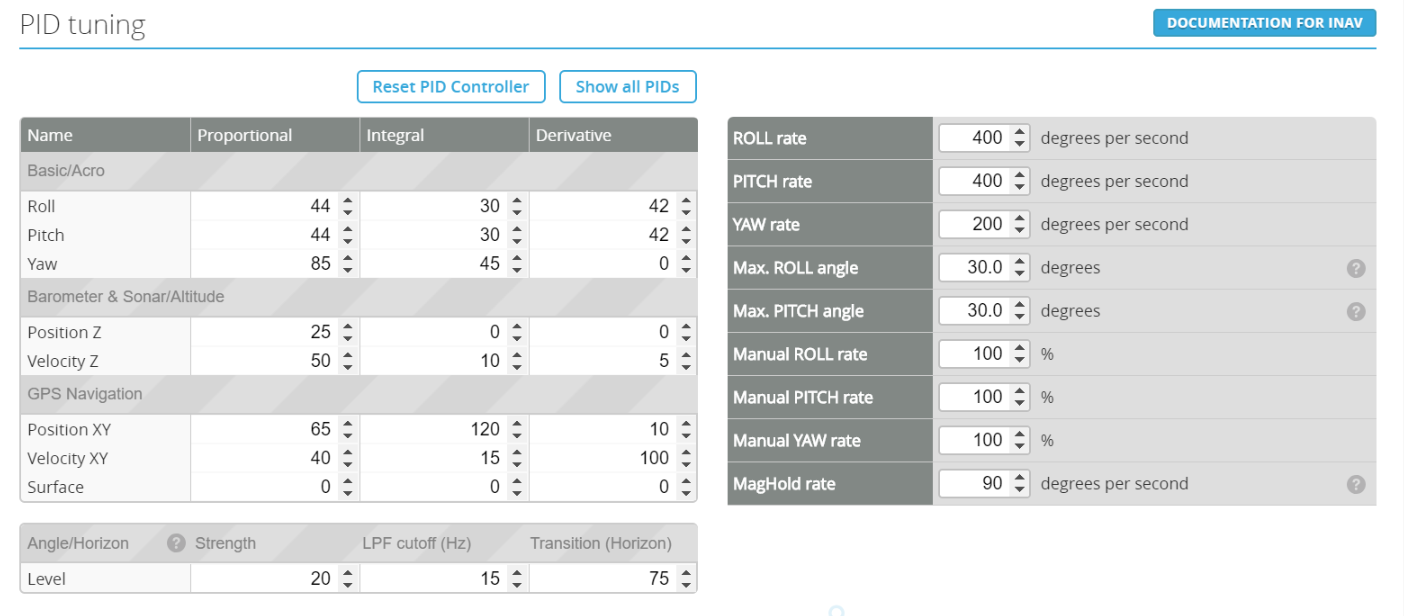 PID tuning
DOCUMENTATION FOR INAV
Reset PID Controller Show all PIDs
Name Proportional Integral Derivative
Basic/Acro
Roll 44 30 42
Pitch 44 30 42
Yaw 85 45 0
Barometer & Sonar/Altitude
Position Z 25 0 0
Velocity Z 50 10 5
GPS Navigation
Position XY 65 120 10
Velocity XY 40 15 100
Surface 0 0 0
Angle/Horizon ? Strength LPF cutoff (Hz) Transition (Horizon)
Level 20 15 75
ROLL rate 400 degrees per second
PITCH rate 400 degrees per second
YAW rate 200 degrees per second
Max. ROLL angle 30.0 degrees ?
Max. PITCH angle 30.0 degrees ?
Manual ROLL rate 100 %
Manual PITCH rate 100 %
Manual YAW rate 100 %
MagHold rate 90 degrees per second ?